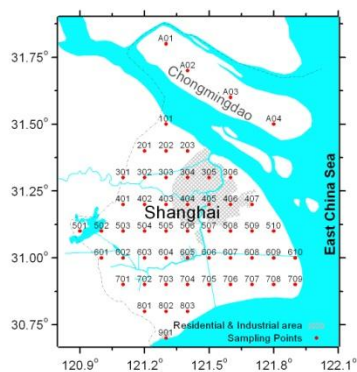 31.75°
31.50°
31.25°
31.00°
30.75°
A01
A02
A03
A04
Chongmingdao
101
201 202 203
301 302 303 304 305 306
401 402 403 404 405 406 407
Shanghai
501 502 503 504 505 506 507 508 509 510
601 602 603 604 605 606 607 608 609 610
701 702 703 704 705 706 707 708 709
801 802 803
901
East China Sea
Residential & Industrial area
Sampling Points
120.9° 121.2° 121.5° 121.8° 122.1°